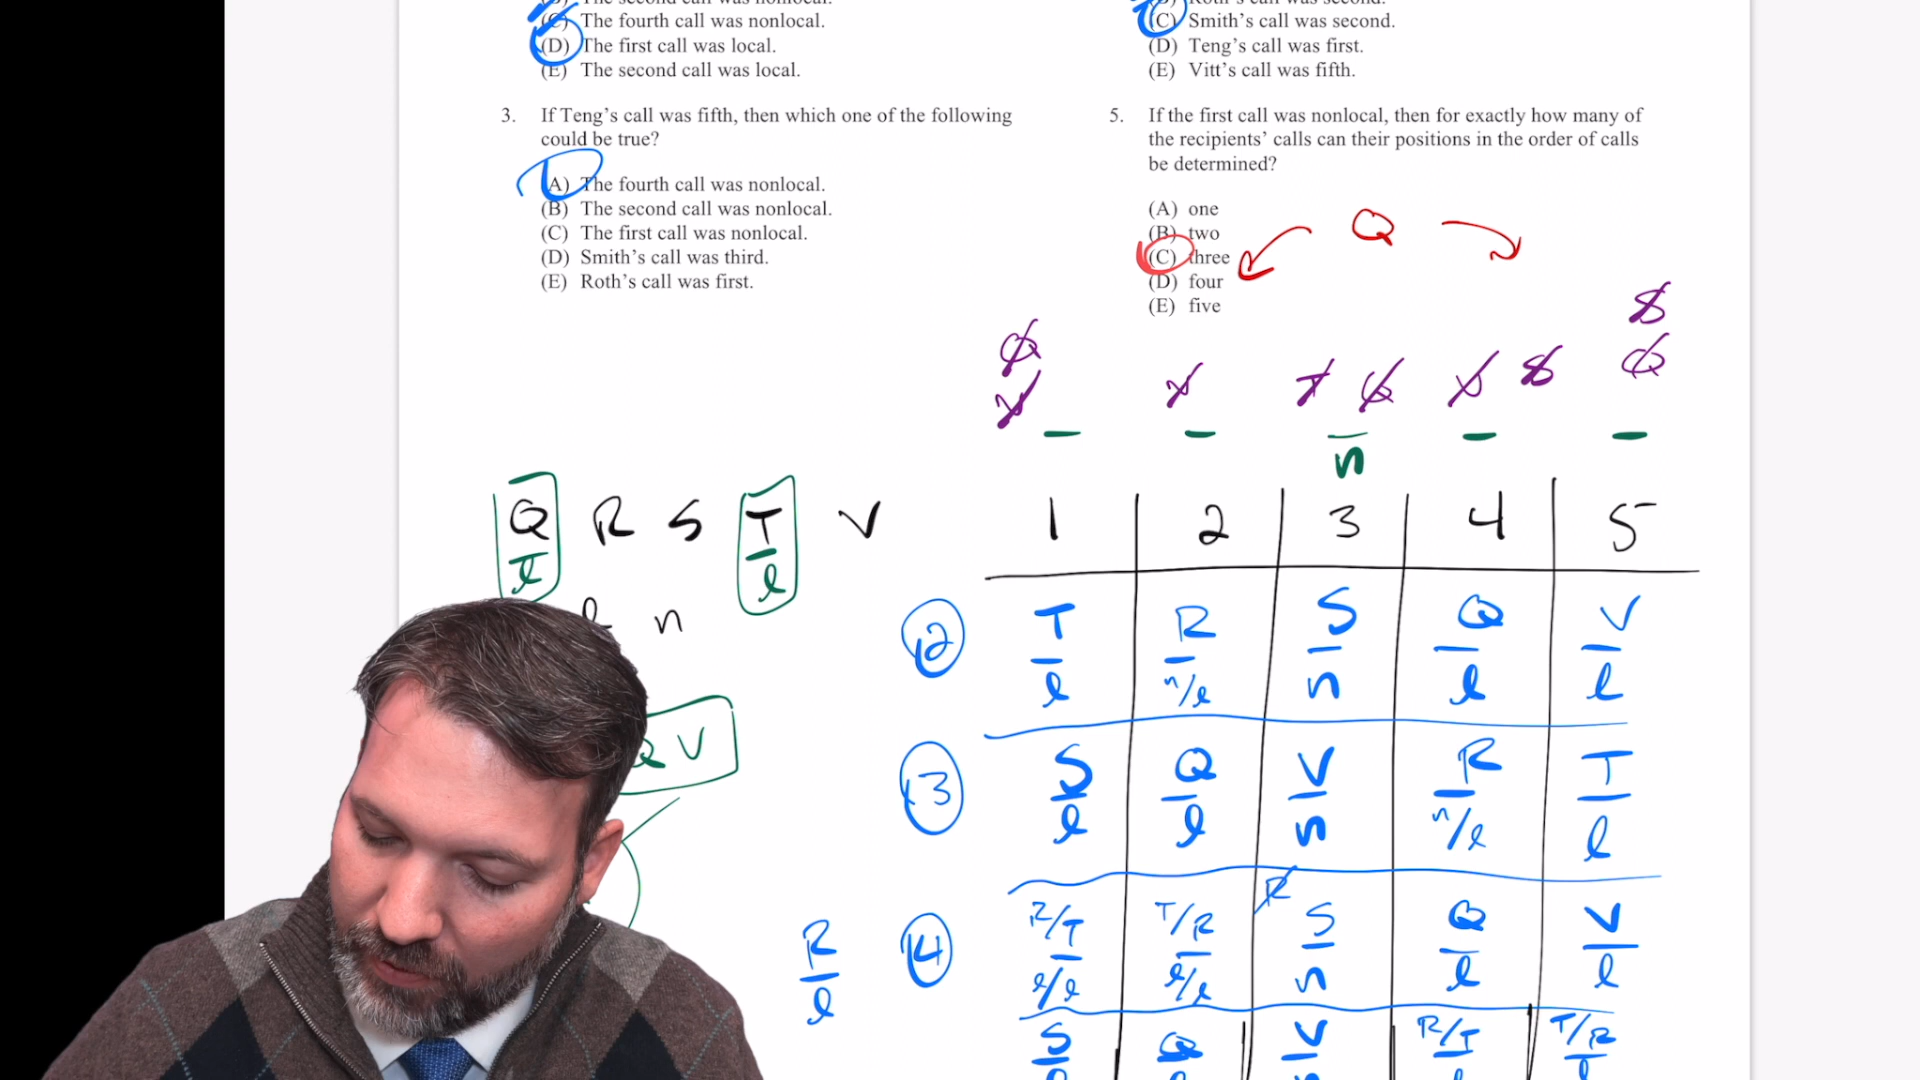 (C) The fourth call was nonlocal.
(D) The first call was local.
(E) The second call was local.
3. If Teng's call was fifth, then which one of the following
could be true?
(A) The fourth call was nonlocal.
(B) The second call was nonlocal.
(C) The first call was nonlocal.
(D) Smith's call was third.
(E) Roth's call was first.
(C) Smith's call was second.
(D) Teng's call was first.
(E) Vitt's call was fifth.
5. If the first call was nonlocal, then for exactly how many of
the recipients' calls can their positions in the order of calls
be determined?
(A) one
(B) two
(C) three
(D) four
(E) five
Q
n
Q R S T V
l l
l n
Q V
1 2 3 4 5
12 T R S Q V
l n/l n l l
13 S Q V R T
l l n n/l l
R
14 R/T T/R S Q V
R
l
l/l l/l n l l
S Q V R/T T/R